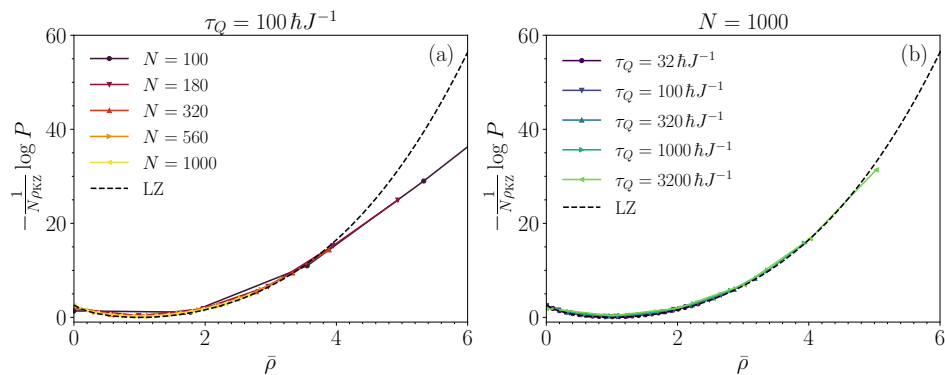 τ_Q = 100 ℏJ⁻¹
N = 1000
−1/(Nρ_KZ) log P
60
40
20
0
0
2
4
6
ρ̄
(a)
N = 100
N = 180
N = 320
N = 560
N = 1000
LZ
−1/(Nρ_KZ) log P
60
40
20
0
0
2
4
6
ρ̄
(b)
τ_Q = 32 ℏJ⁻¹
τ_Q = 100 ℏJ⁻¹
τ_Q = 320 ℏJ⁻¹
τ_Q = 1000 ℏJ⁻¹
τ_Q = 3200 ℏJ⁻¹
LZ